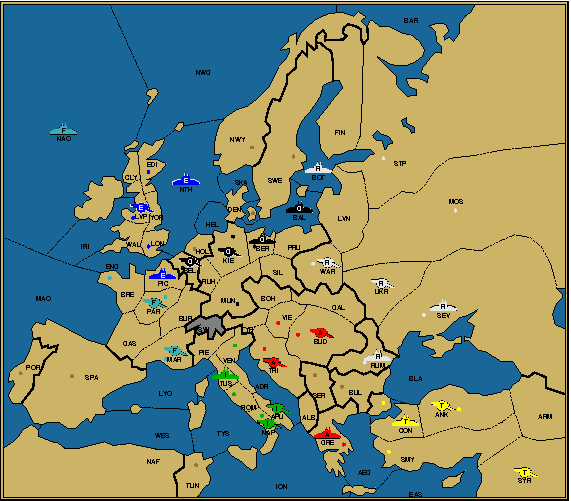 BAR
NWG
F
NAO
NWY
FIN
EDI
CLY
STP
SWE
R
BOT
E
NTH
SKA
MOS
E
LVP
YOR
DEN
G
BAL
LVN
HEL
IRI
WAL
LON
HOL
G
KIE
G
BER
PRU
G
BEL
R
WAR
ENG
E
PIC
RUH
SIL
R
UKR
MAO
BRE
F
PAR
MUN
BOH
GAL
R
SEV
BUR
SWI
VIE
A
BUD
GAS
F
MAR
PIE
VEN
TRI
R
RUM
POR
SPA
I
TUS
SER
BUL
BLA
LYO
ADR
ROM
I
APU
ALB
T
CON
T
ANK
ARM
WES
TYS
I
NAP
A
GRE
NAF
TUN
ION
AEG
SMY
EAS
T
SYR